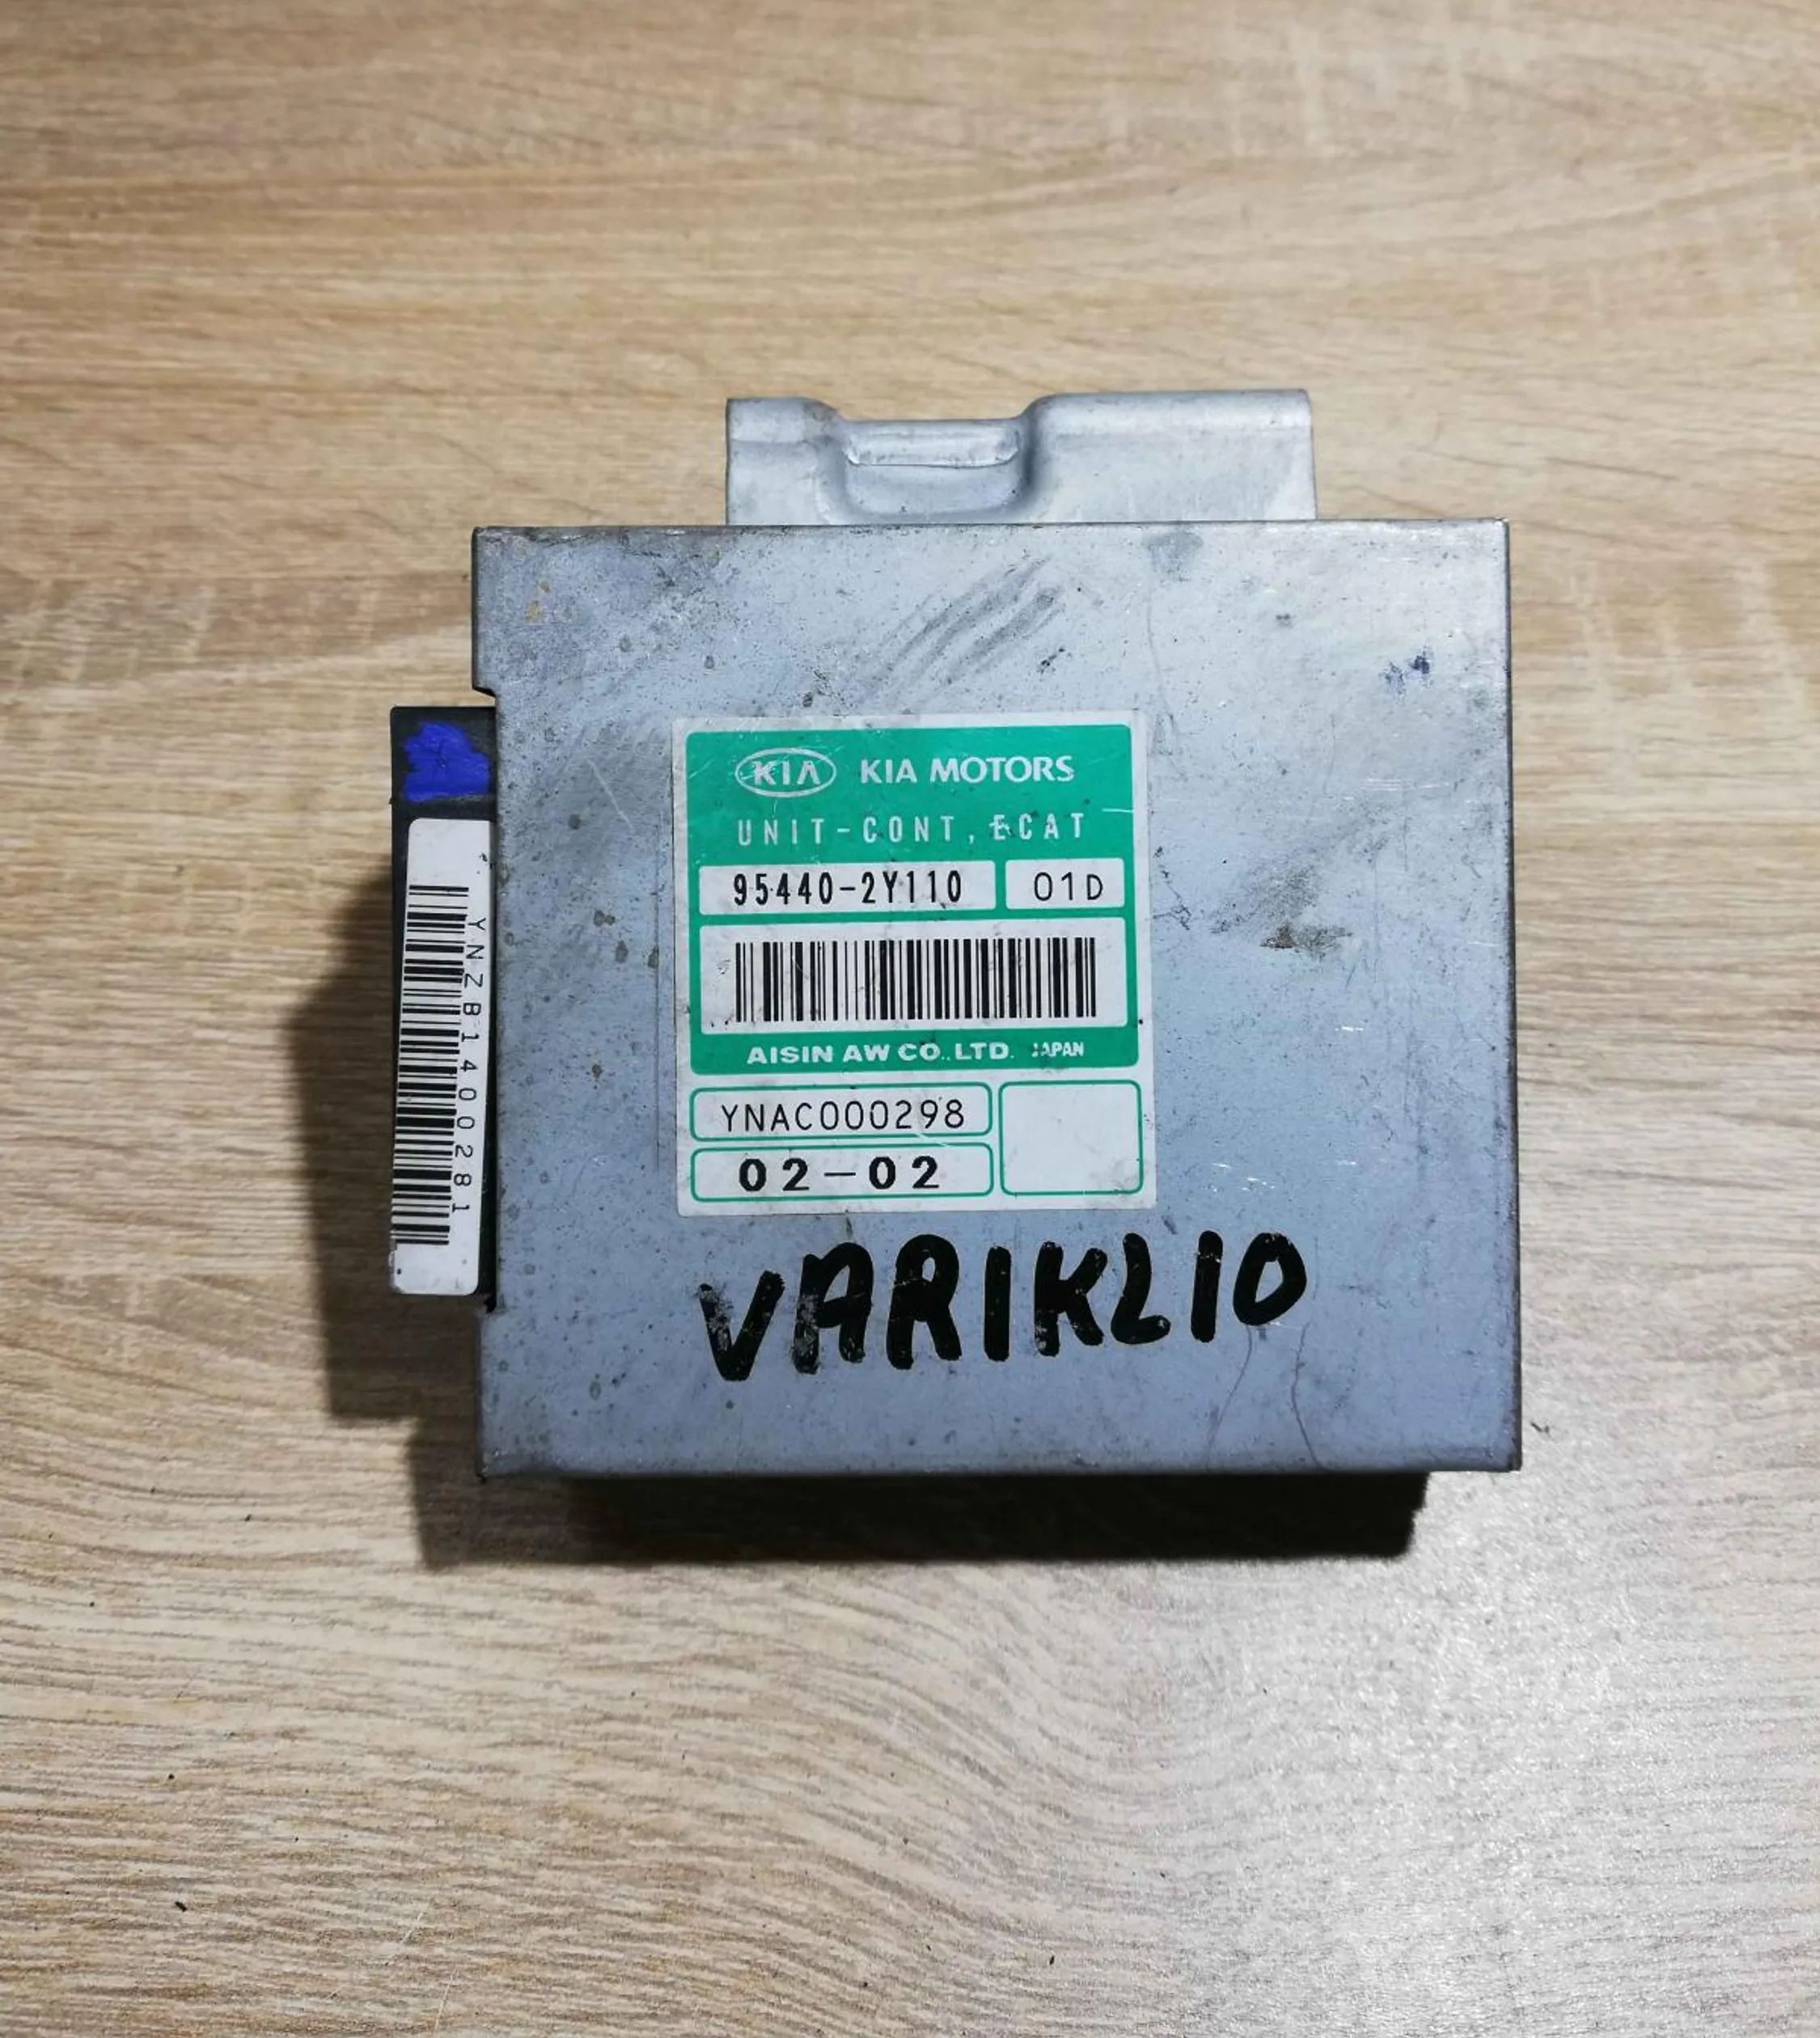 KIA KIA MOTORS
UNIT-CONT, ECAT
95440-2Y110 01D
AISIN AW CO.,LTD. JAPAN
YNAC000298
02-02
VARIKLIO
YNZB1400281